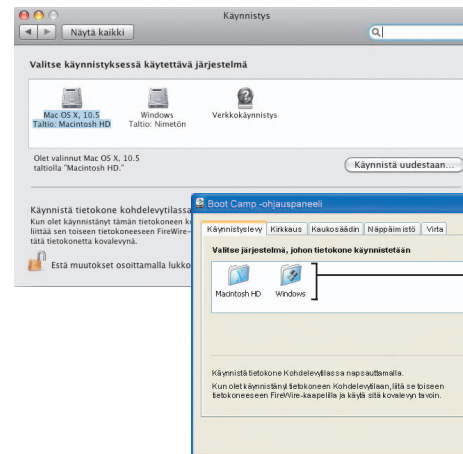 Käynnistys
Näytä kaikki
Valitse käynnistyksessä käytettävä järjestelmä
Mac OS X, 10.5
Taltio: Macintosh HD
Windows
Taltio: Nimetön
Verkkokäynnistys
Olet valinnut Mac OS X, 10.5
taltiolla "Macintosh HD."
Käynnistä uudestaan...
Käynnistä tietokone kohdelevytilassa
Kun olet käynnistänyt tämän tietokoneen ko
liittää sen toiseen tietokoneeseen FireWire-
tätä tietokonetta kovalevynä.
Estä muutokset osoittamalla lukko
Boot Camp -ohjauspaneeli
Käynnistyslevy
Kirkkaus
Kaukosäädin
Näppäimistö
Virta
Valitse järjestelmä, johon tietokone käynnistetään
Macintosh HD
Windows
Käynnistä tietokone Kohdelevytilassa napsauttamalla.
Kun olet käynnistänyt tietokoneen Kohdelevytilaan, liitä se toiseen
tietokoneeseen FireWire-kaapelilla ja käytä sitä kovalevyn tavoin.